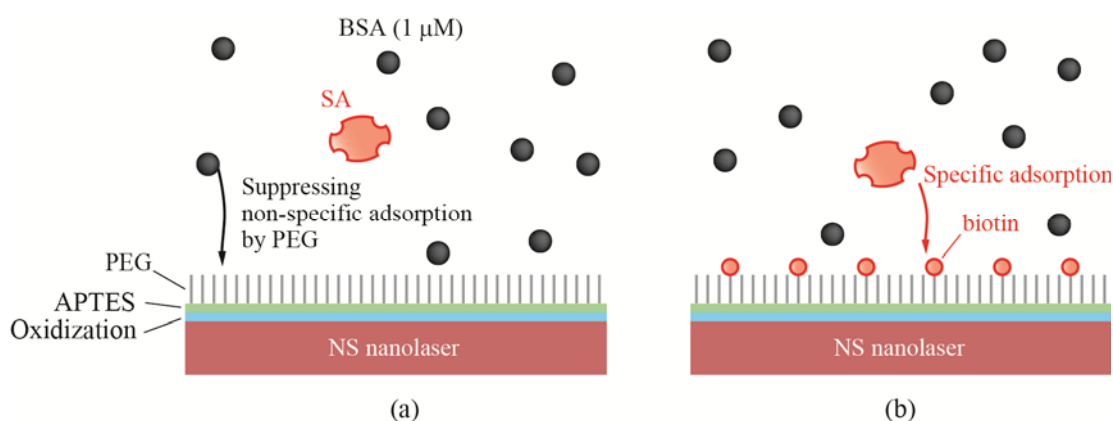 BSA (1 μM)
SA
Suppressing
non-specific adsorption
by PEG
PEG
APTES
Oxidization
NS nanolaser
(a)
Specific adsorption
biotin
NS nanolaser
(b)